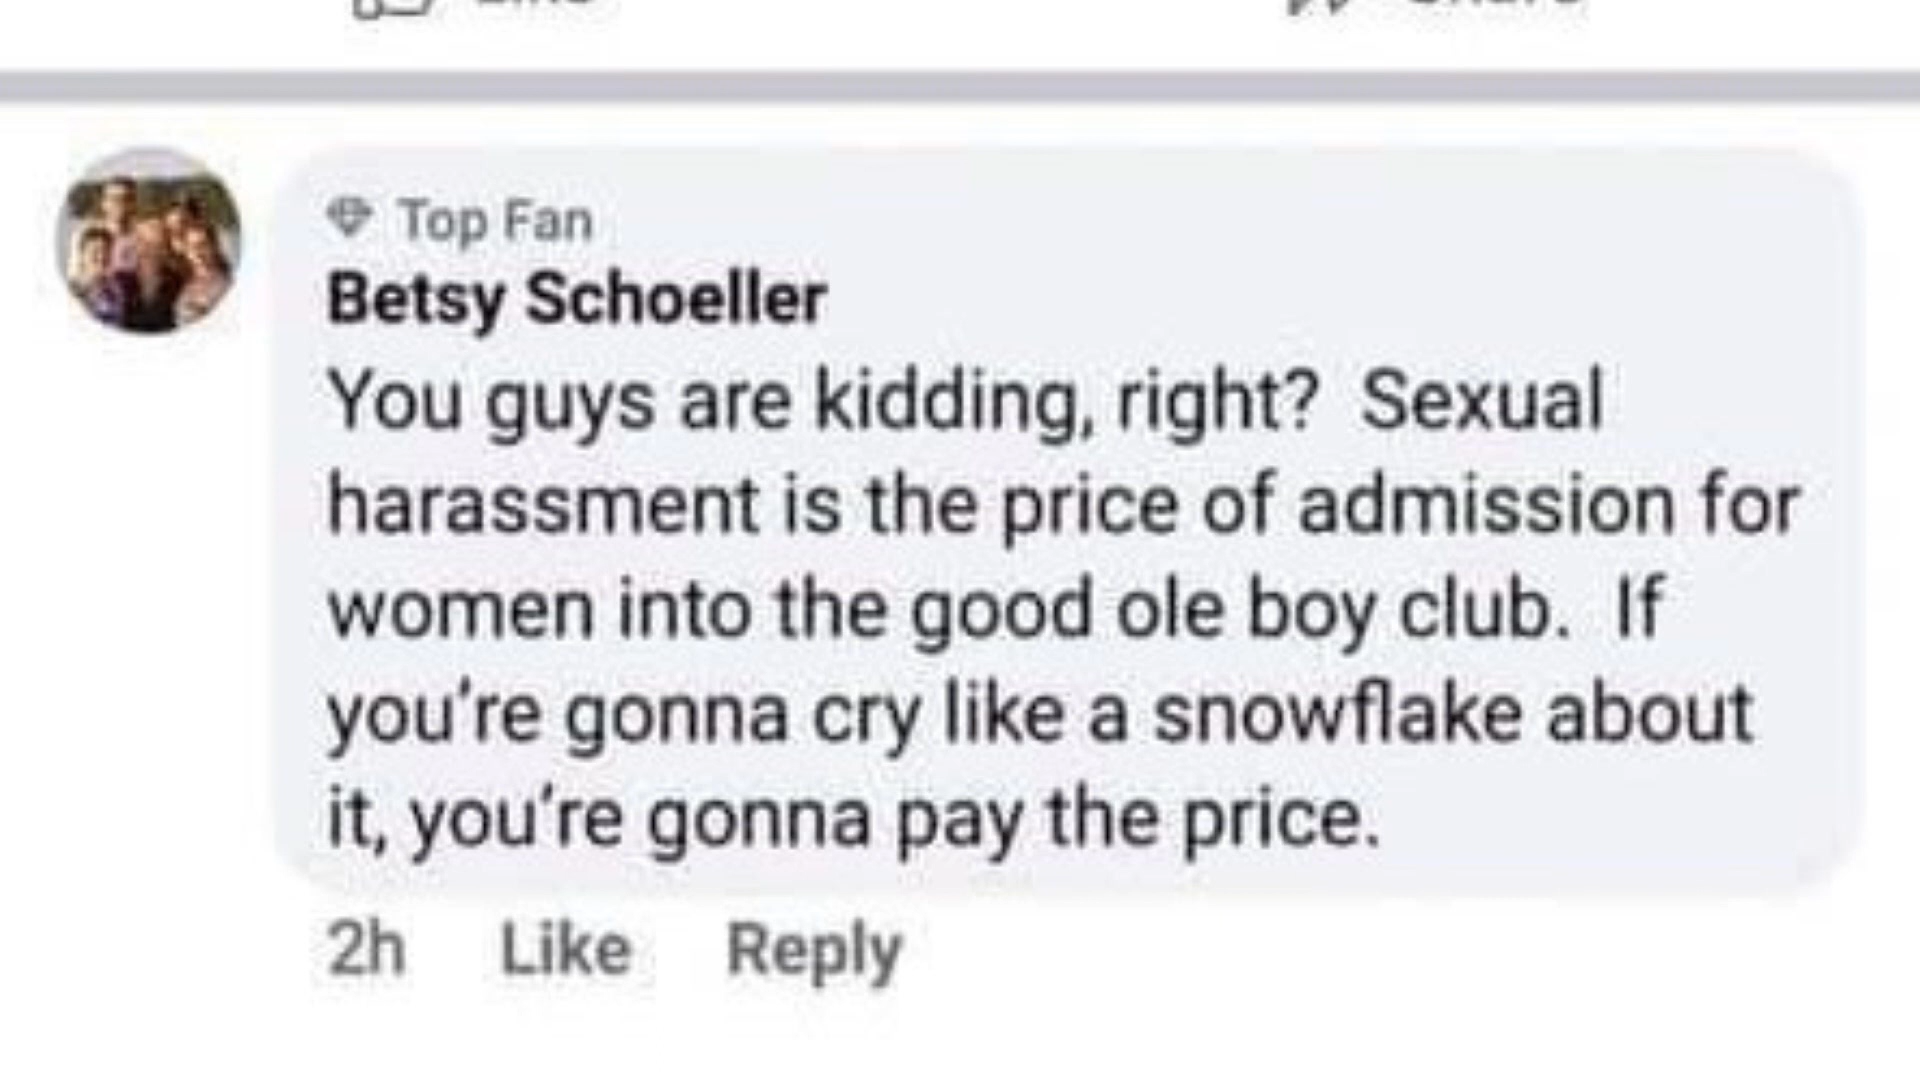 Top Fan
Betsy Schoeller
You guys are kidding, right? Sexual
harassment is the price of admission for
women into the good ole boy club. If
you're gonna cry like a snowflake about
it, you're gonna pay the price.
2h Like Reply